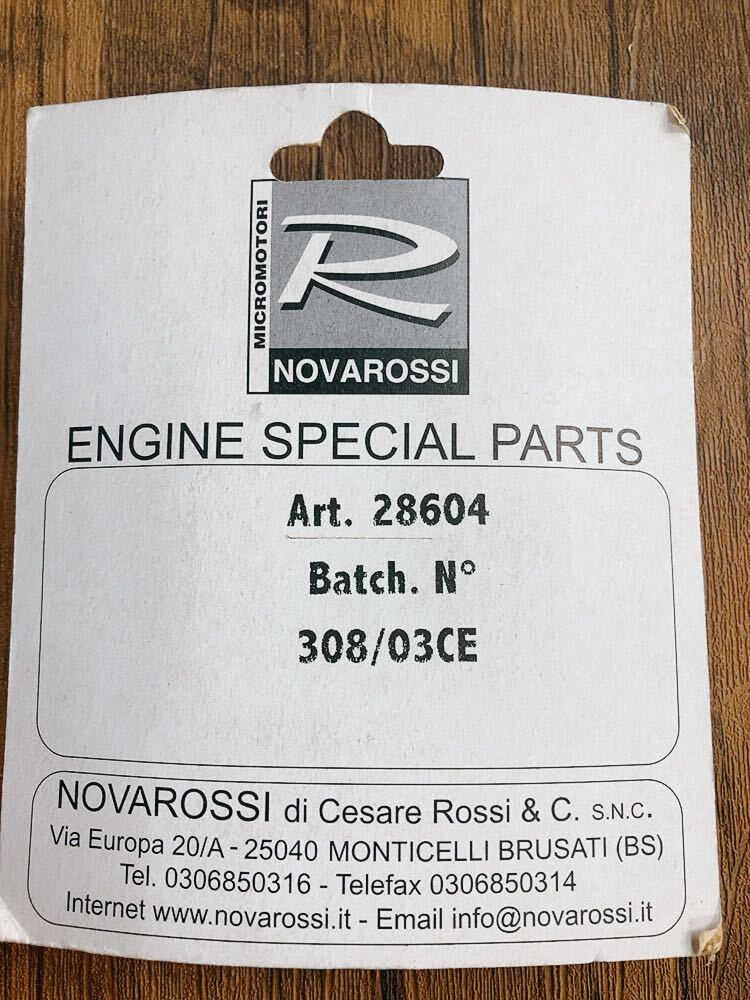 MICROMOTORI
R
NOVAROSSI
ENGINE SPECIAL PARTS
Art. 28604
Batch. N°
308/03CE
NOVAROSSI di Cesare Rossi & C. S.N.C.
Via Europa 20/A - 25040 MONTICELLI BRUSATI (BS)
Tel. 0306850316 - Telefax 0306850314
Internet www.novarossi.it - Email info@novarossi.it